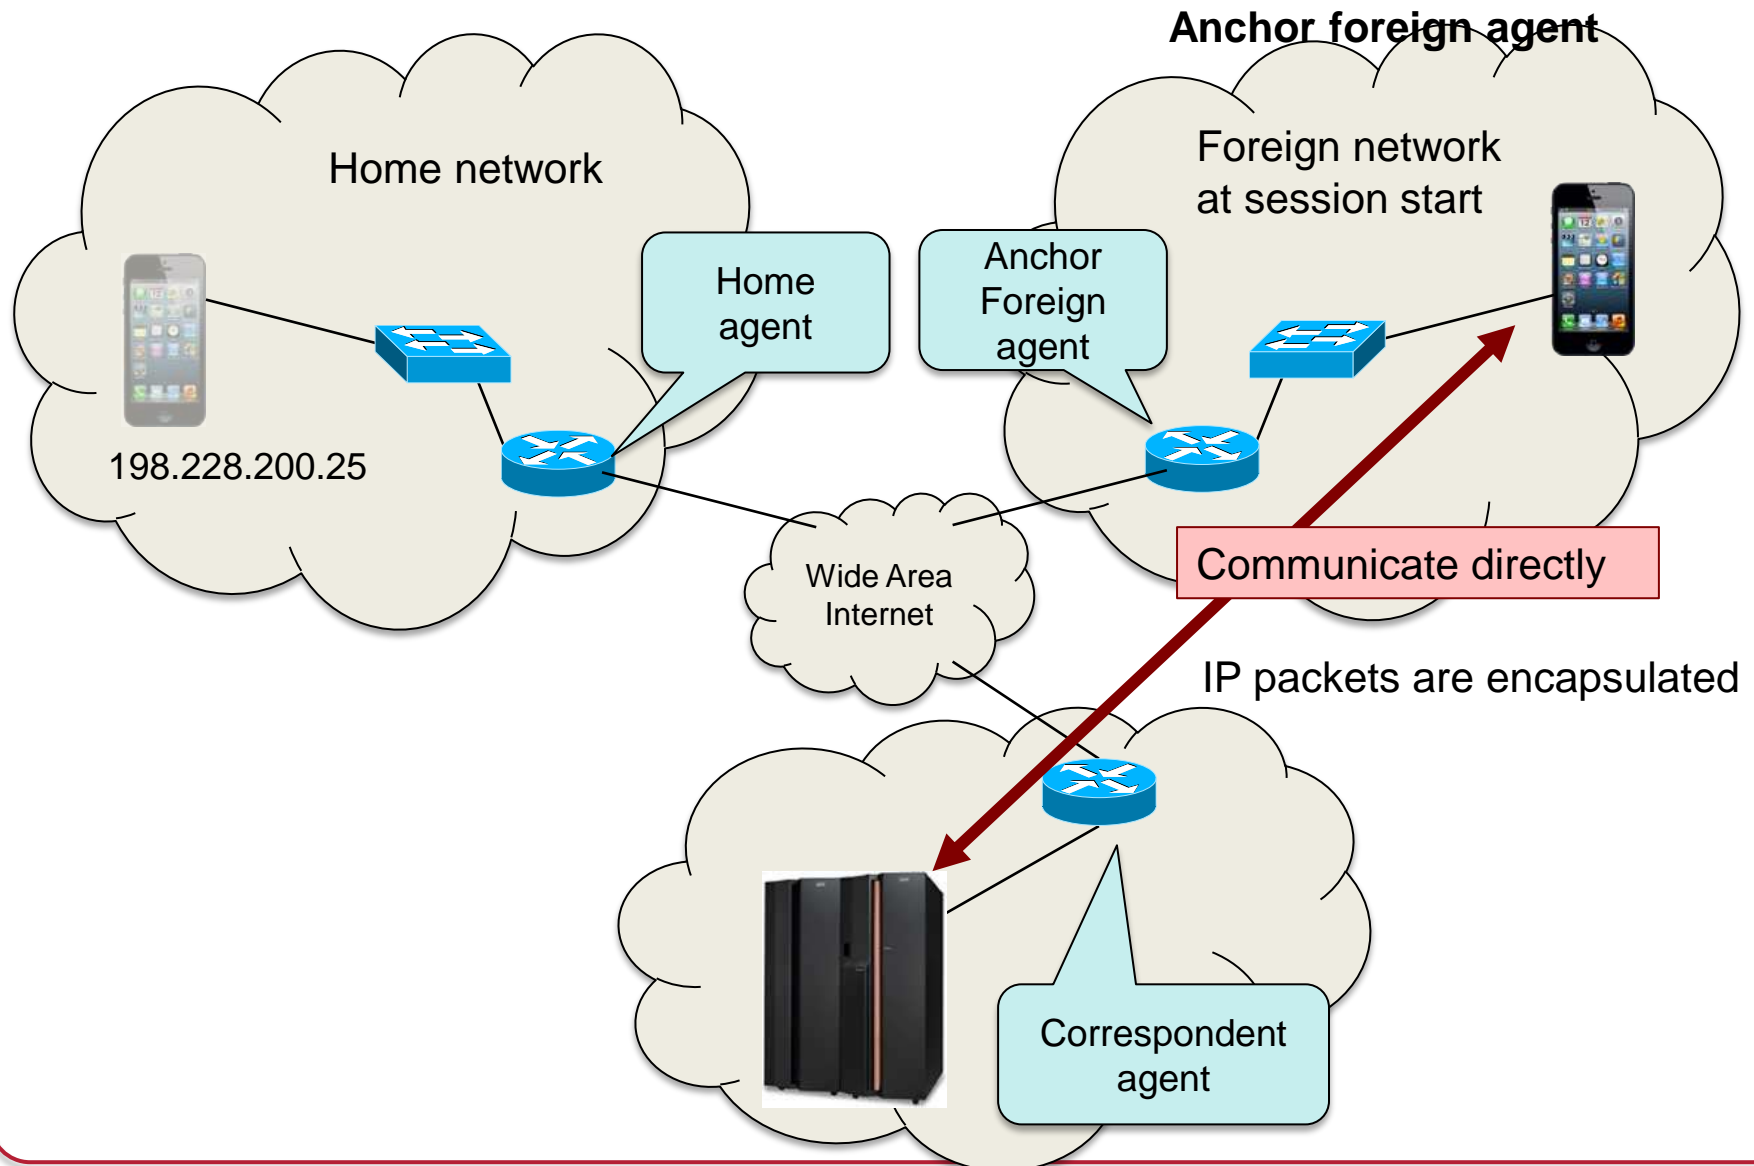 Anchor foreign agent
Home network
Foreign network
at session start
Home
agent
Anchor
Foreign
agent
198.228.200.25
Wide Area
Internet
Communicate directly
IP packets are encapsulated
Correspondent
agent